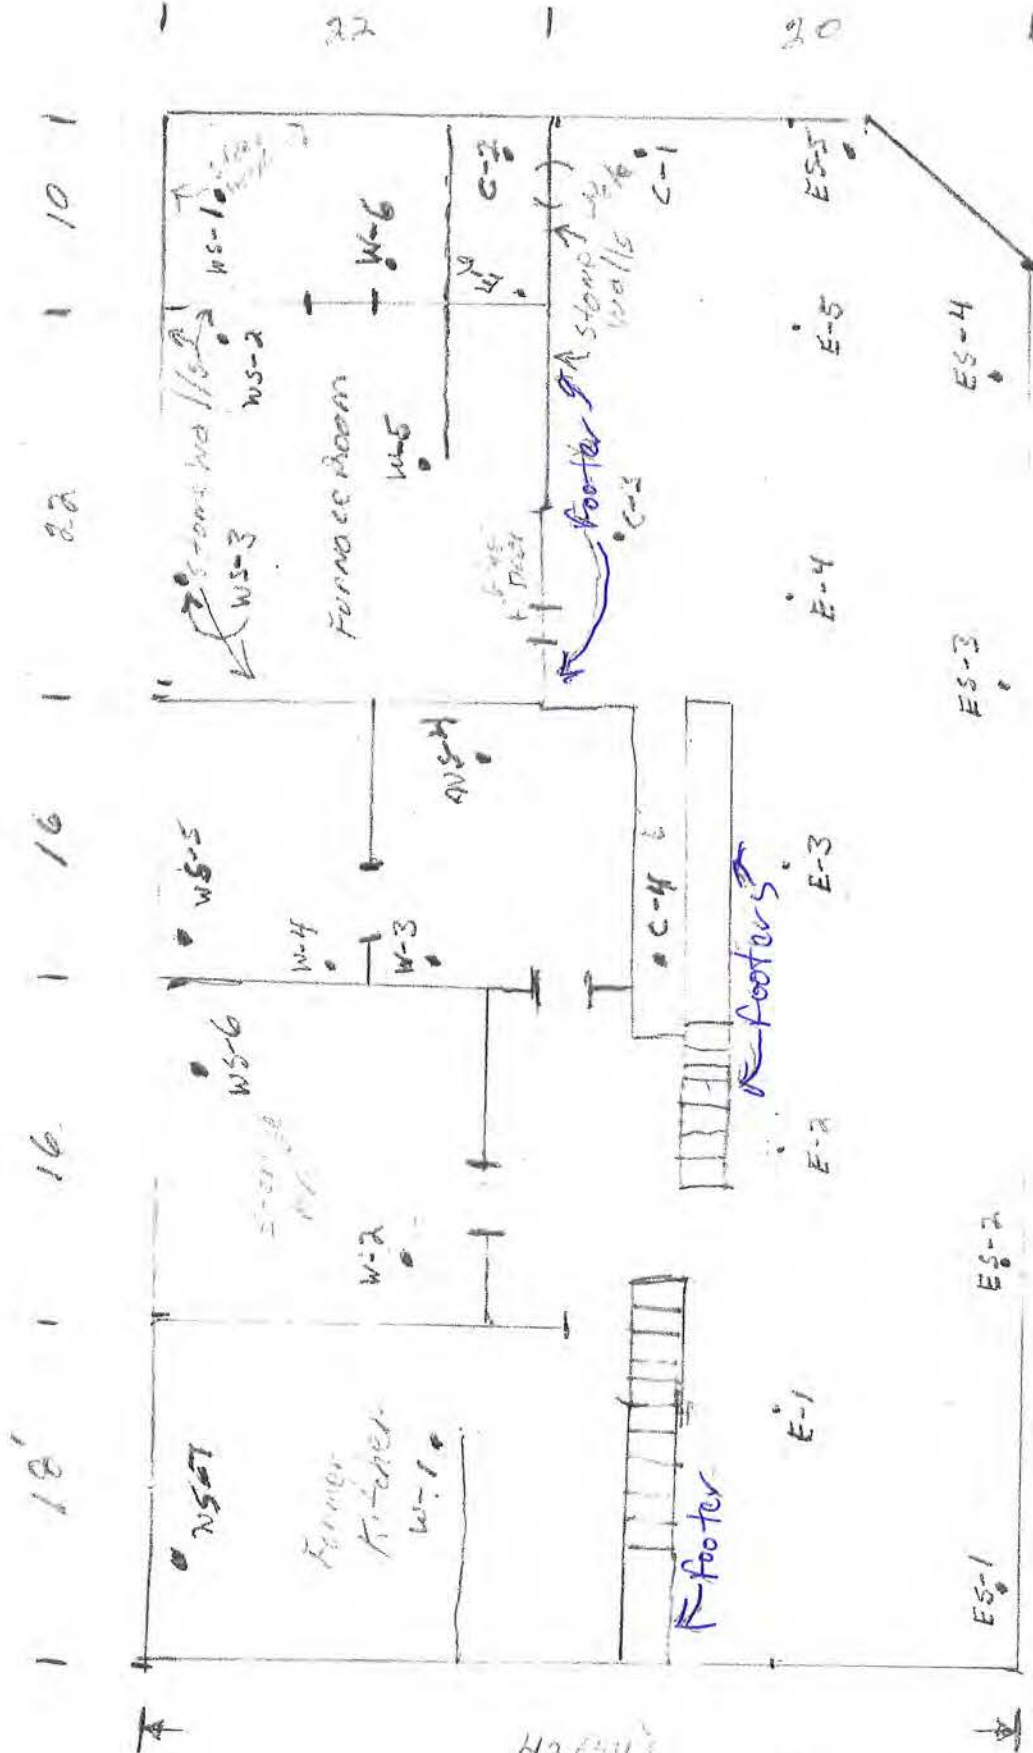 18'
16
16
22
10
22
20
WS-7
WS-6
WS-5
WS-3
WS-2
WS-1
Stone walls
Former
Kitchen
W-1
W-2
W-4
W-3
WS-4
Furnace Room
W-5
W-6
C-2
C-4
C-3
C-1
Stone
walls
footer
footers
footer
E-1
E-2
E-3
E-4
E-5
ES-5
ES-1
ES-2
ES-3
ES-4